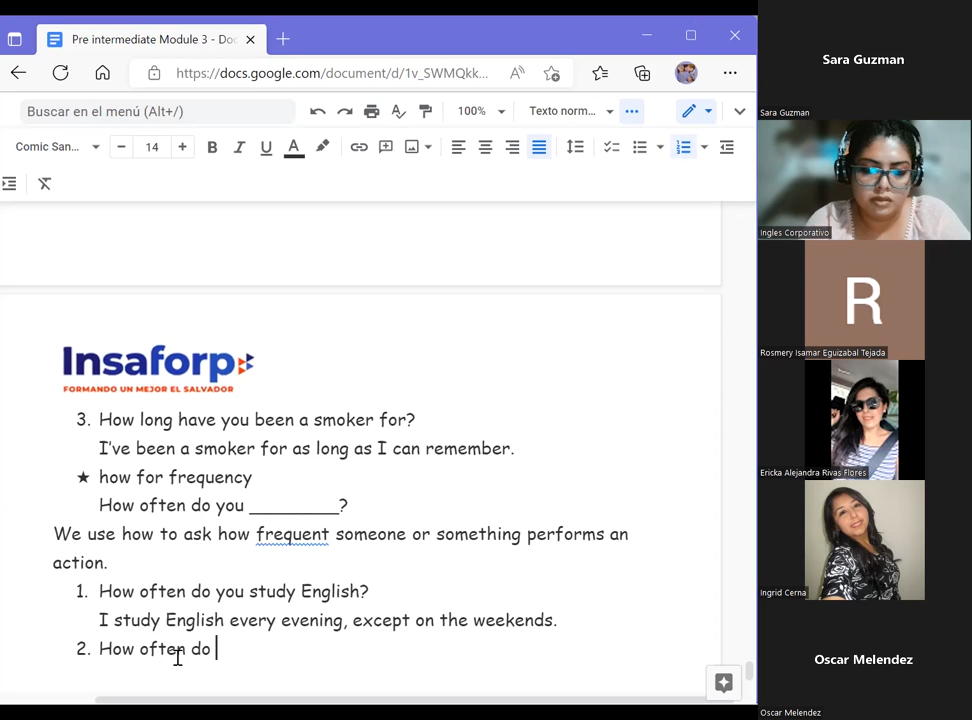 Pre intermediate Module 3 - Doc
https://docs.google.com/document/d/1v_SWMQkk...
Buscar en el menú (Alt+/)
100%
Texto norm...
Comic San...
14
Insaforp
FORMANDO UN MEJOR EL SALVADOR
3. How long have you been a smoker for?
I've been a smoker for as long as I can remember.
★ how for frequency
How often do you _________?
We use how to ask how frequent someone or something performs an
action.
1. How often do you study English?
I study English every evening, except on the weekends.
2. How often do
Sara Guzman
Sara Guzman
Ingles Corporativo
R
Rosmery Isamar Eguizabal Tejada
Ericka Alejandra Rivas Flores
Ingrid Cerna
Oscar Melendez
Oscar Melendez